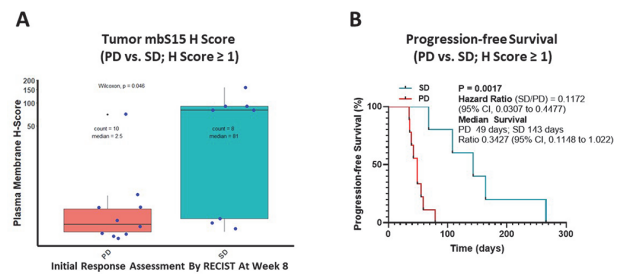 A
Tumor mbS15 H Score
(PD vs. SD; H Score ≥ 1)
Plasma Membrane H-Score
200
150
100
50
Wilcoxon, p = 0.046
count = 10
median = 2.5
median = 81
PD
SD
Initial Response Assessment By RECIST At Week 8
B
Progression-free Survival
(PD vs. SD; H Score ≥ 1)
Progression-free Survival (%)
100
50
0
0
100
200
300
Time (days)
SD
PD
P = 0.0017
Hazard Ratio (SD/PD) = 0.1172
(95% CI, 0.0307 to 0.4477)
Median Survival
PD 49 days; SD 143 days
Ratio 0.3427 (95% CI, 0.1148 to 1.022)